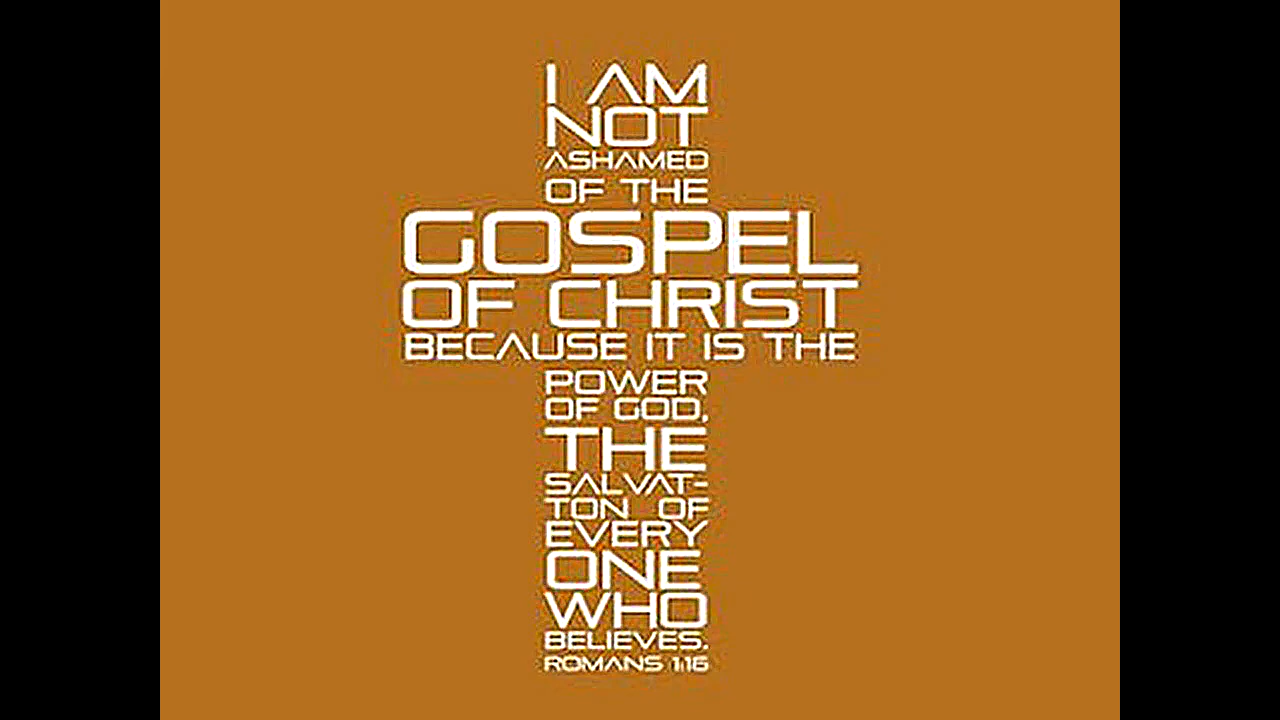 I AM
NOT
ASHAMED
OF THE
GOSPEL
OF CHRIST
BECAUSE IT IS THE
POWER
OF GOD,
THE
SALVAT-
TON OF
EVERY
ONE
WHO
BELIEVES.
ROMANS 1:16